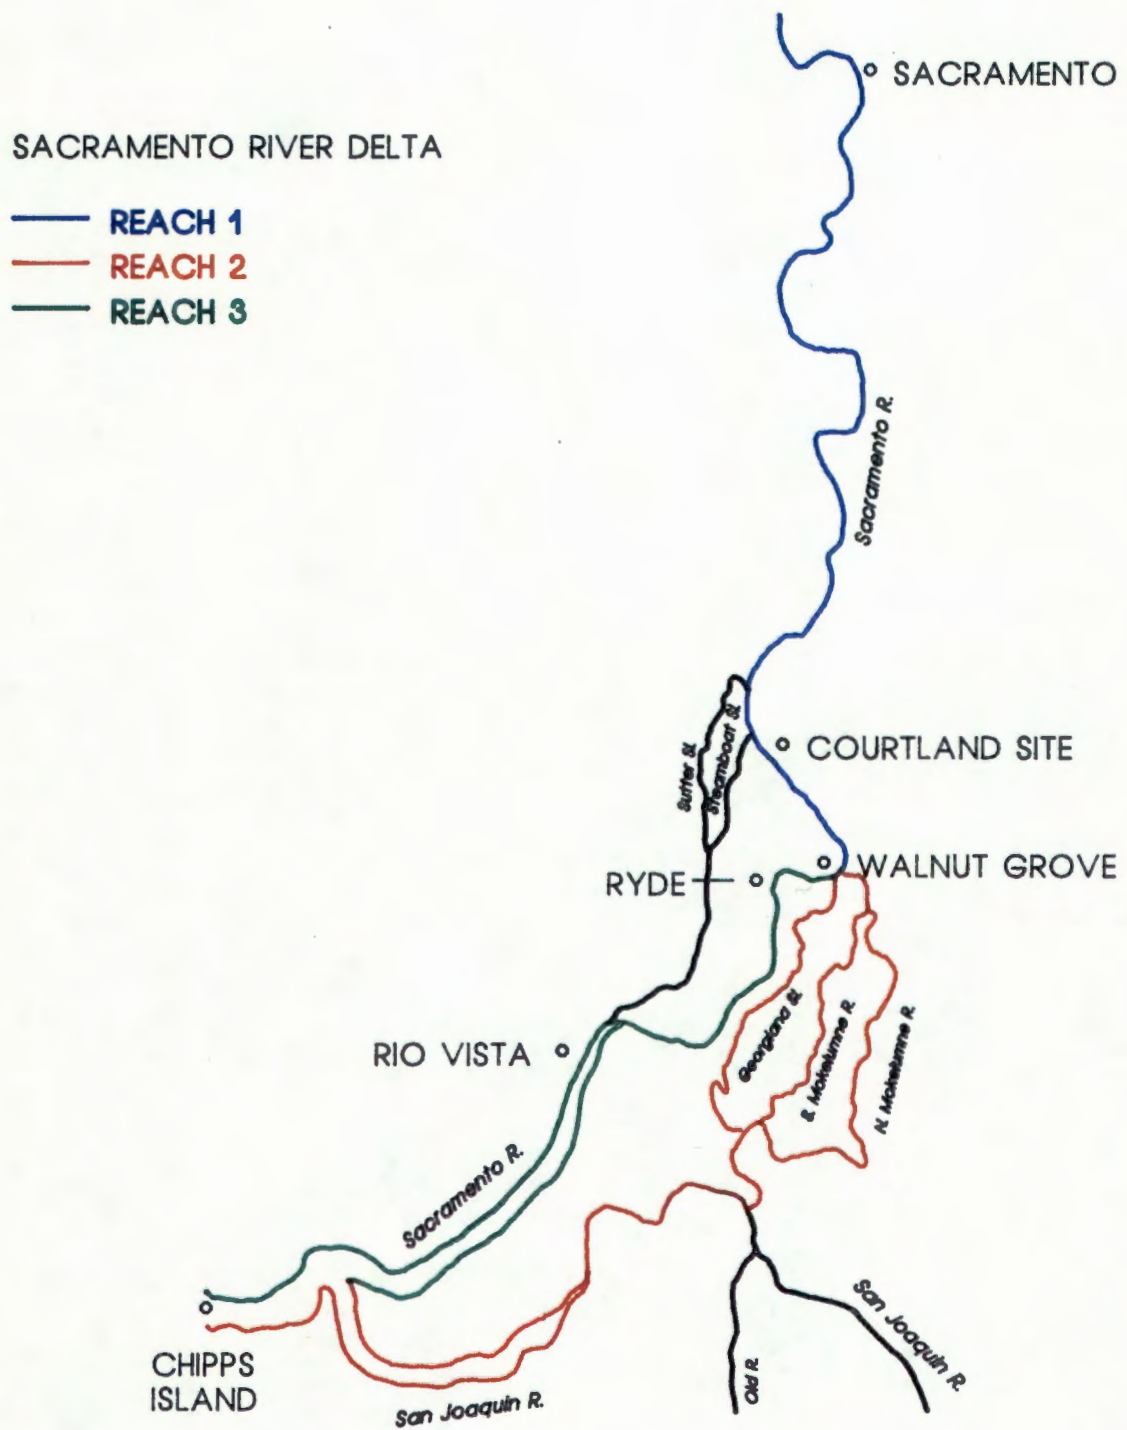 SACRAMENTO
SACRAMENTO RIVER DELTA
REACH 1
REACH 2
REACH 3
Sacramento R.
Sutter Sl.
Steamboat Sl.
COURTLAND SITE
WALNUT GROVE
RYDE
Georgiana Sl.
S. Mokelumne R.
N. Mokelumne R.
RIO VISTA
Sacramento R.
CHIPPS
ISLAND
San Joaquin R.
Old R.
San Joaquin R.